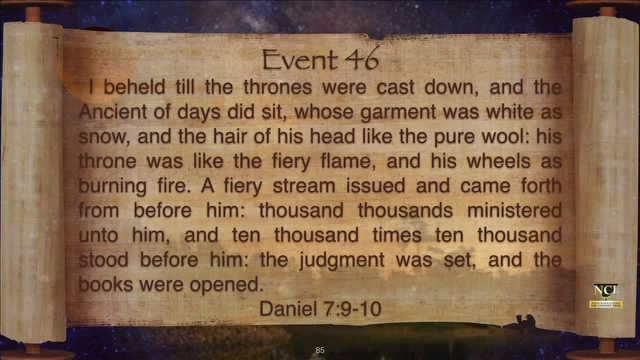 Event 46
I beheld till the thrones were cast down, and the
Ancient of days did sit, whose garment was white as
snow, and the hair of his head like the pure wool: his
throne was like the fiery flame, and his wheels as
burning fire. A fiery stream issued and came forth
from before him: thousand thousands ministered
unto him, and ten thousand times ten thousand
stood before him: the judgment was set, and the
books were opened.
Daniel 7:9-10
NCI
85